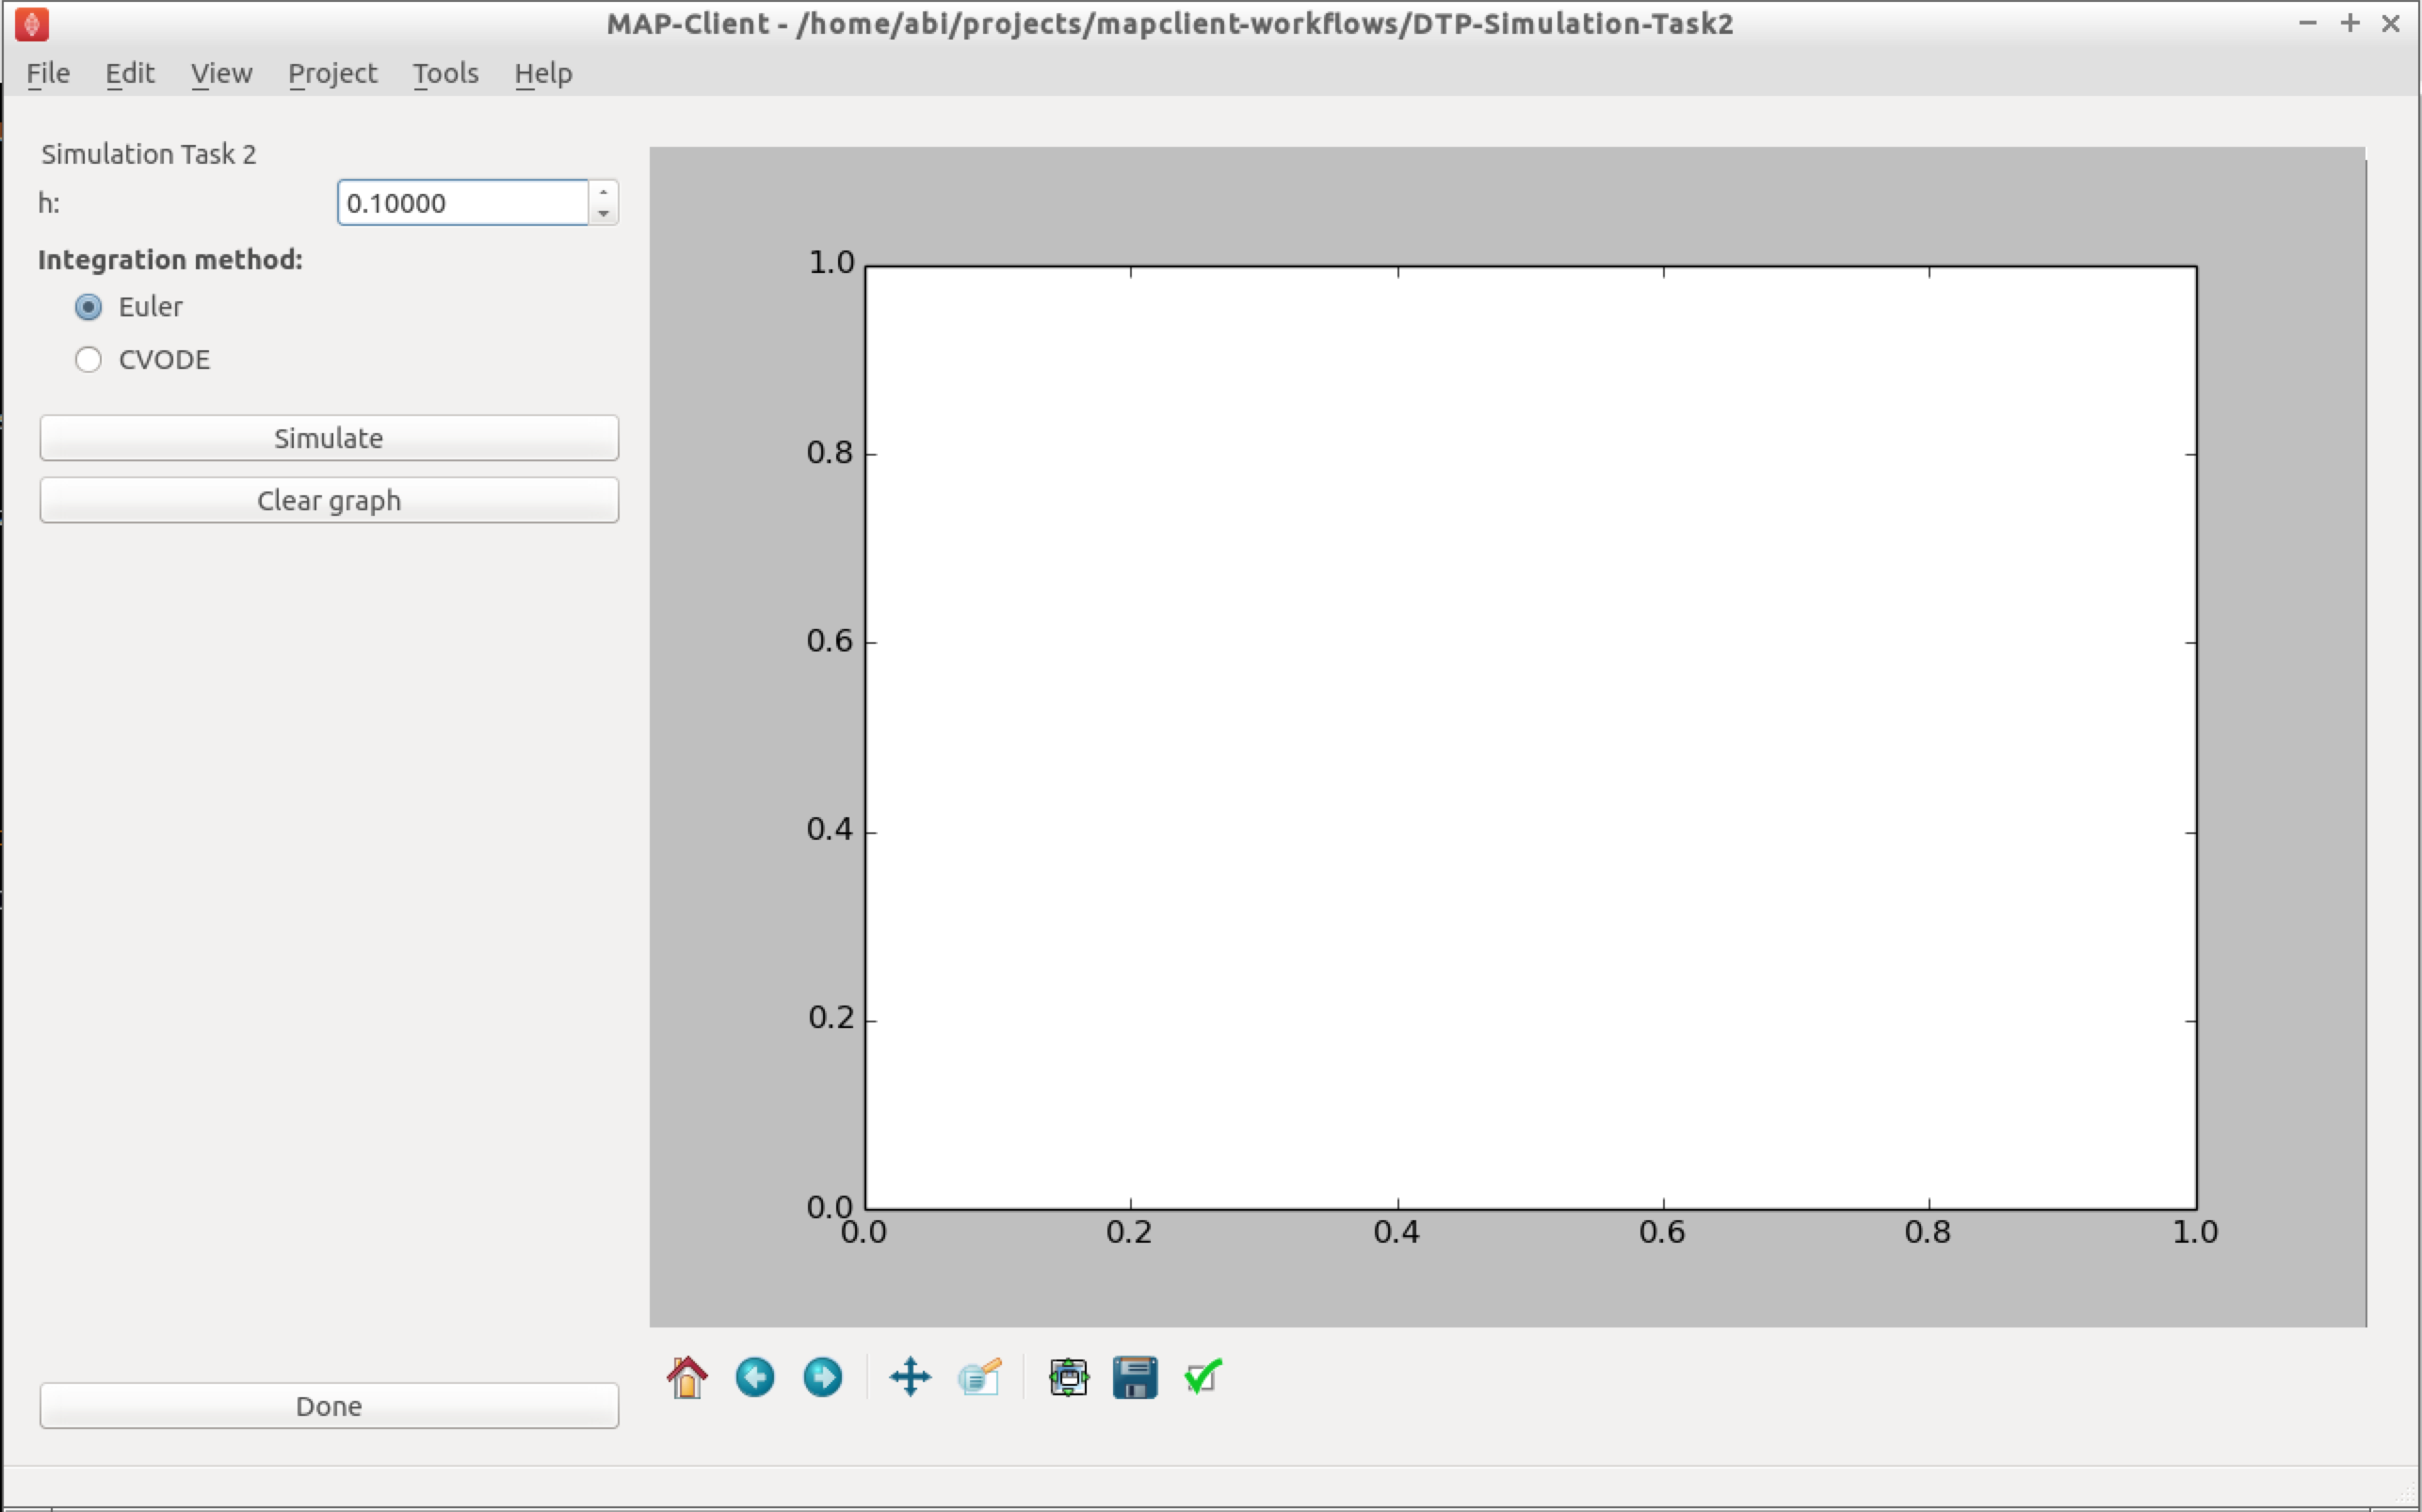 MAP-Client - /home/abi/projects/mapclient-workflows/DTP-Simulation-Task2
File Edit View Project Tools Help
Simulation Task 2
h: 0.10000
Integration method:
Euler
CVODE
Simulate
Clear graph
Done
1.0
0.8
0.6
0.4
0.2
0.0
0.0 0.2 0.4 0.6 0.8 1.0